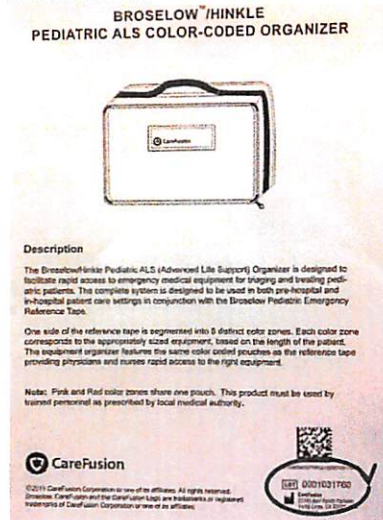 BROSELOW™/HINKLE
PEDIATRIC ALS COLOR-CODED ORGANIZER
CareFusion
Description
The Broselow/Hinkle Pediatric ALS (Advanced Life Support) Organizer is designed to
facilitate rapid access to emergency medical equipment for triaging and treating pedi-
atric patients. The complete system is designed to be used in both pre-hospital and
in-hospital patient care settings in conjunction with the Broselow Pediatric Emergency
Reference Tape.
One side of the reference tape is segmented into 8 distinct color zones. Each color zone
corresponds to the appropriately sized equipment, based on the length of the patient.
The equipment organizer features the same color coded pouches as the reference tape
providing physicians and nurses rapid access to the right equipment.
Note: Pink and Red color zones share one pouch. This product must be used by
trained personnel as prescribed by local medical authority.
CareFusion
LOT 0001031760
CareFusion
©2011 CareFusion Corporation or one of its affiliates. All rights reserved.
Broselow, CareFusion and the CareFusion Logo are trademarks or registered
trademarks of CareFusion Corporation or one of its affiliates.